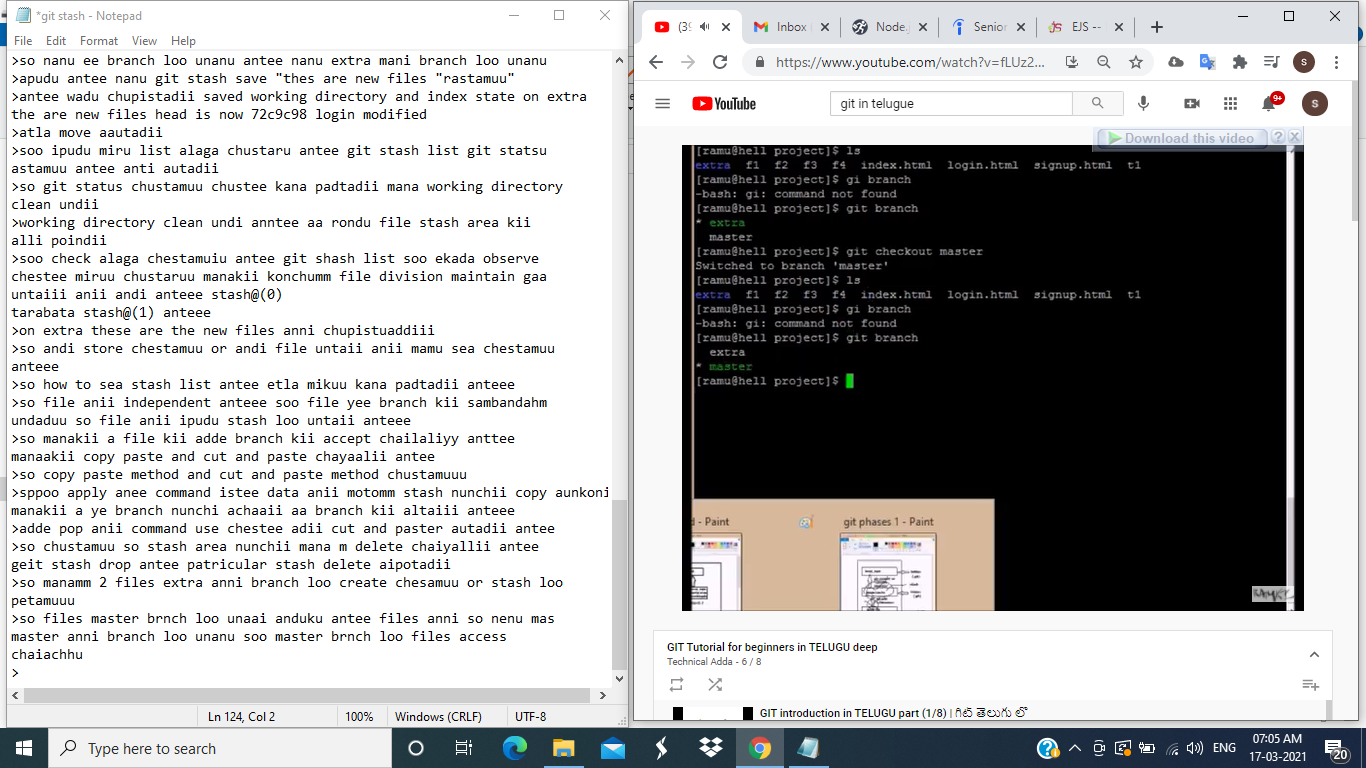 *git stash - Notepad
File Edit Format View Help
>so nanu ee branch loo unanu antee nanu extra mani branch loo unanu
>apudu antee nanu git stash save "thes are new files "rastamuu"
>antee wadu chupistadii saved working directory and index state on extra
the are new files head is now 72c9c98 login modified
>atla move aautadii
>soo ipudu miru list alaga chustaru antee git stash list git statsu
astamuu antee anti autadii
>so git status chustamuu chustee kana padtadii mana working directory
clean undii
>working directory clean undi anntee aa rondu file stash area kii
alli poindii
>soo check alaga chestamuiu antee git shash list soo ekada observe
chestee miruu chustaruu manakii konchumm file division maintain gaa
untaiii anii andi anteee stash@(0)
tarabata stash@(1) anteee
>on extra these are the new files anni chupistuaddiii
>so andi store chestamuu or andi file untaii anii mamu sea chestamuu
anteee
>so how to sea stash list antee etla mikuu kana padtadii anteee
>so file anii independent anteee soo file yee branch kii sambandahm
undaduu so file anii ipudu stash loo untaii anteee
>so manakii a file kii adde branch kii accept chailaliyy anttee
manaakii copy paste and cut and paste chayaalii antee
>so copy paste method and cut and paste method chustamuuu
>sppoo apply anee command istee data anii motomm stash nunchii copy aunkoni
manakii a ye branch nunchi achaaii aa branch kii altaiii anteee
>adde pop anii command use chestee adii cut and paster autadii antee
>so chustamuu so stash area nunchii mana m delete chaiyallii antee
geit stash drop antee patricular stash delete aipotadii
>so manamm 2 files extra anni branch loo create chesamuu or stash loo
petamuuu
>so files master brnch loo unaai anduku antee files anni so nenu mas
master anni branch loo unanu soo master brnch loo files access
chaiachhu
>
Ln 124, Col 2 100% Windows (CRLF) UTF-8
(39 Inbox Node. Senior EJS --
https://www.youtube.com/watch?v=fLUz2... s
YouTube git in telugue 9+ s
Download this video ?
[ramu@hell project]$ ls
extra f1 f2 f3 f4 index.html login.html signup.html t1
[ramu@hell project]$ gi branch
-bash: gi: command not found
[ramu@hell project]$ git branch
* extra
master
[ramu@hell project]$ git checkout master
Switched to branch 'master'
[ramu@hell project]$ ls
extra f1 f2 f3 f4 index.html login.html signup.html t1
[ramu@hell project]$ gi branch
-bash: gi: command not found
[ramu@hell project]$ git branch
extra
* master
[ramu@hell project]$
d - Paint git phases 1 - Paint
GIT Tutorial for beginners in TELUGU deep
Technical Adda - 6 / 8
GIT introduction in TELUGU part (1/8) | గిట్ తెలుగు లో
Type here to search
ENG
07:05 AM
17-03-2021
20